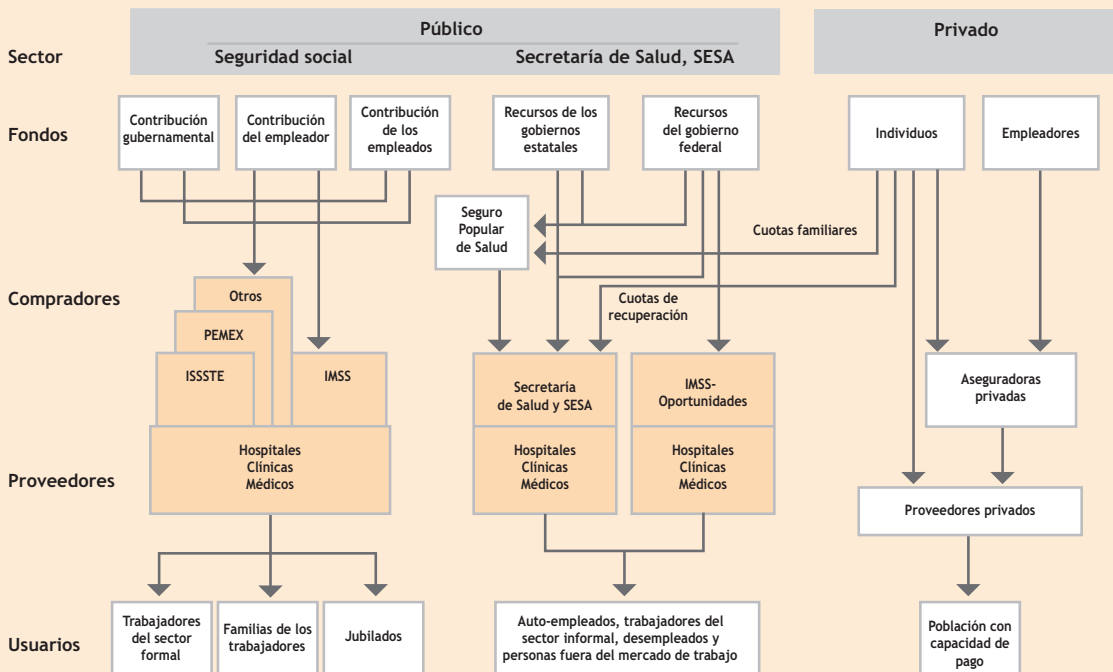 Público
Privado
Sector
Seguridad social
Secretaría de Salud, SESA
Fondos
Contribución
gubernamental
Contribución
del empleador
Contribución
de los
empleados
Recursos de los
gobiernos
estatales
Recursos
del gobierno
federal
Individuos
Empleadores
Seguro
Popular
de Salud
Cuotas familiares
Compradores
Otros
PEMEX
ISSSTE
IMSS
Cuotas de
recuperación
Secretaría
de Salud y SESA
IMSS-
Oportunidades
Aseguradoras
privadas
Proveedores
Hospitales
Clínicas
Médicos
Hospitales
Clínicas
Médicos
Hospitales
Clínicas
Médicos
Proveedores privados
Usuarios
Trabajadores
del sector
formal
Familias de los
trabajadores
Jubilados
Auto-empleados, trabajadores del
sector informal, desempleados y
personas fuera del mercado de trabajo
Población con
capacidad de
pago